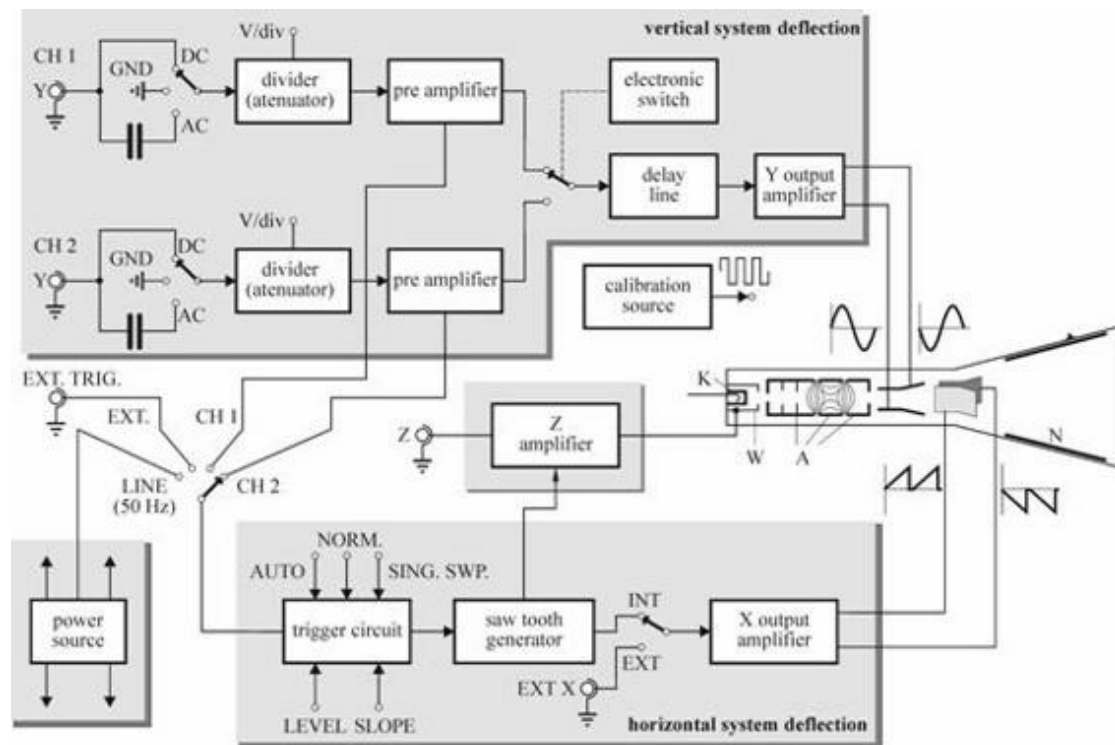 vertical system deflection
V/div
CH 1
DC
GND
Y
AC
divider
(atenuator)
pre amplifier
electronic
switch
delay
line
Y output
amplifier
V/div
CH 2
DC
GND
Y
AC
divider
(atenuator)
pre amplifier
calibration
source
EXT. TRIG.
EXT.
CH 1
K
Z
Z
amplifier
W
A
N
LINE
(50 Hz)
CH 2
NORM.
AUTO
SING. SWP.
INT
power
source
trigger circuit
saw tooth
generator
X output
amplifier
EXT
EXT X
LEVEL
SLOPE
horizontal system deflection